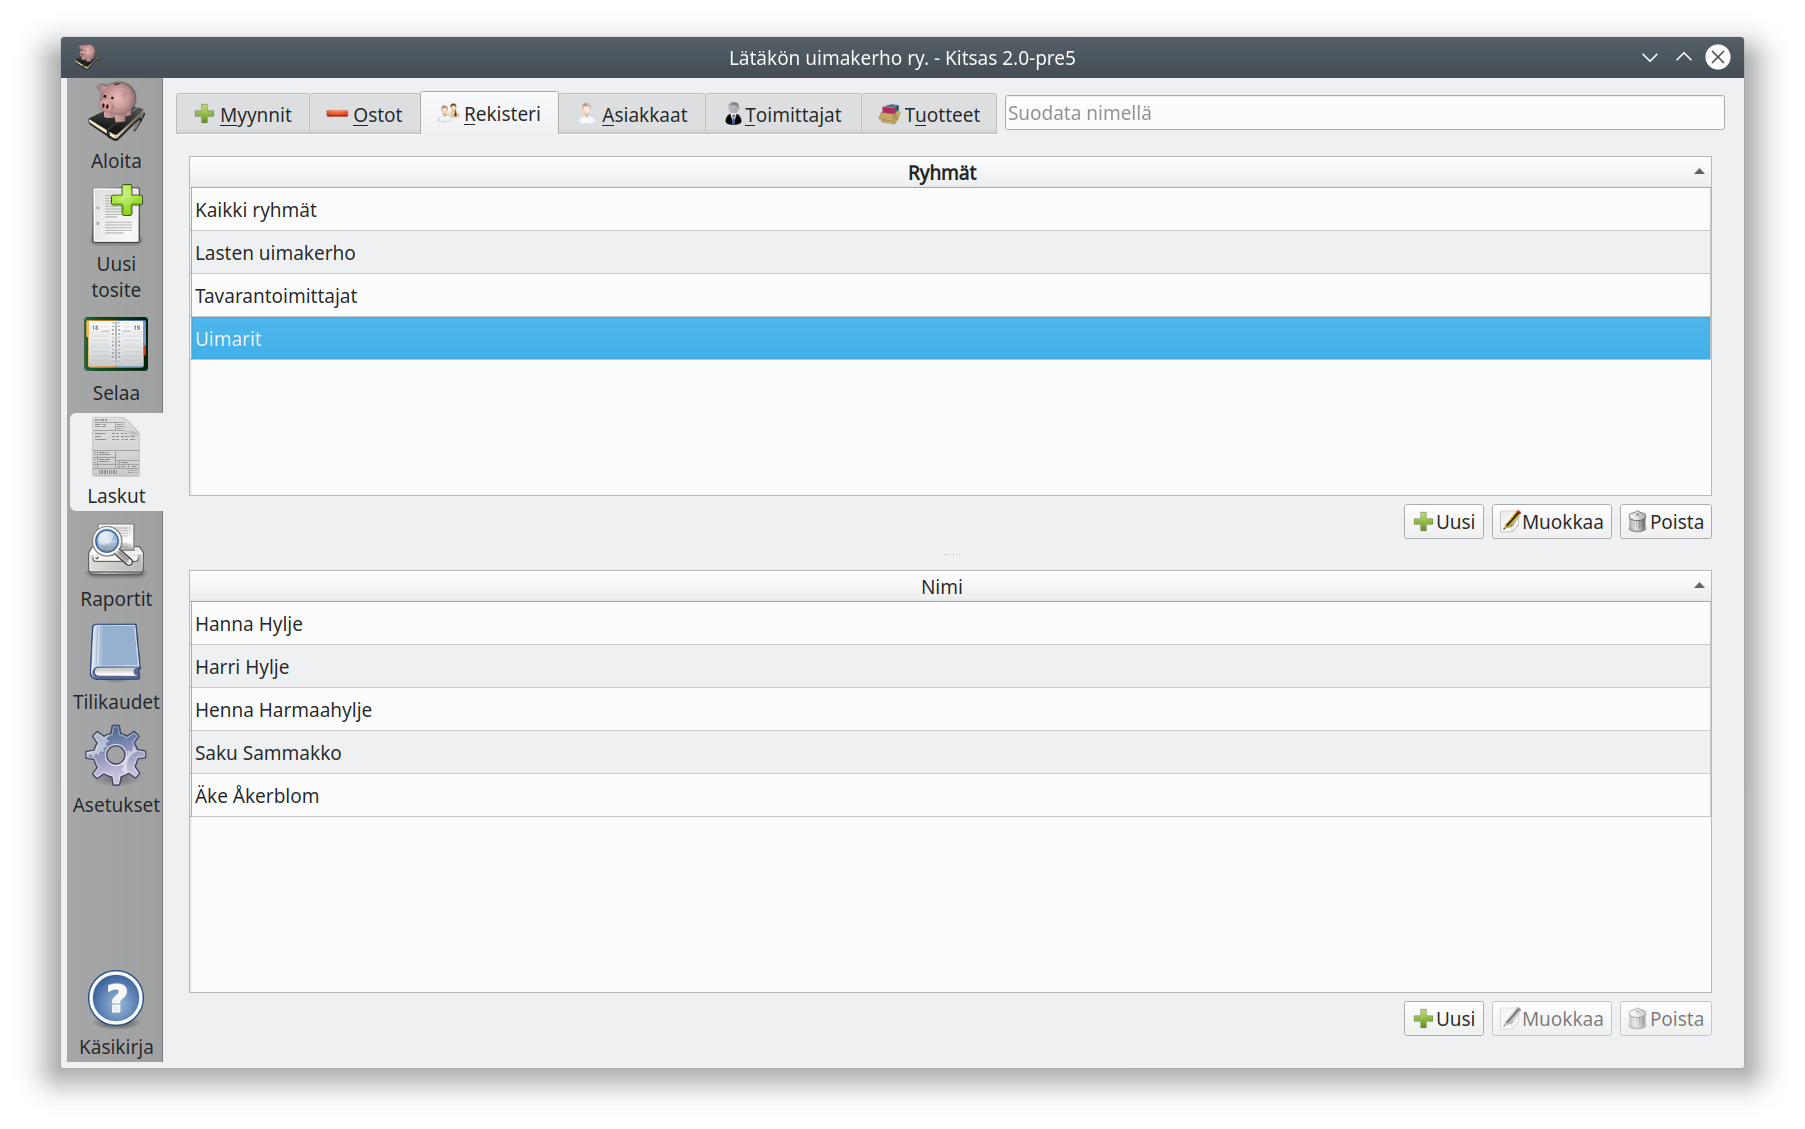 Lätäkön uimakerho ry. - Kitsas 2.0-pre5
Aloita
Uusi
tosite
Selaa
Laskut
Raportit
Tilikaudet
Asetukset
Käsikirja
Myynnit
Ostot
Rekisteri
Asiakkaat
Toimittajat
Tuotteet
Suodata nimellä
Ryhmät
Kaikki ryhmät
Lasten uimakerho
Tavarantoimittajat
Uimarit
Uusi
Muokkaa
Poista
Nimi
Hanna Hylje
Harri Hylje
Henna Harmaahylje
Saku Sammakko
Äke Åkerblom
Uusi
Muokkaa
Poista